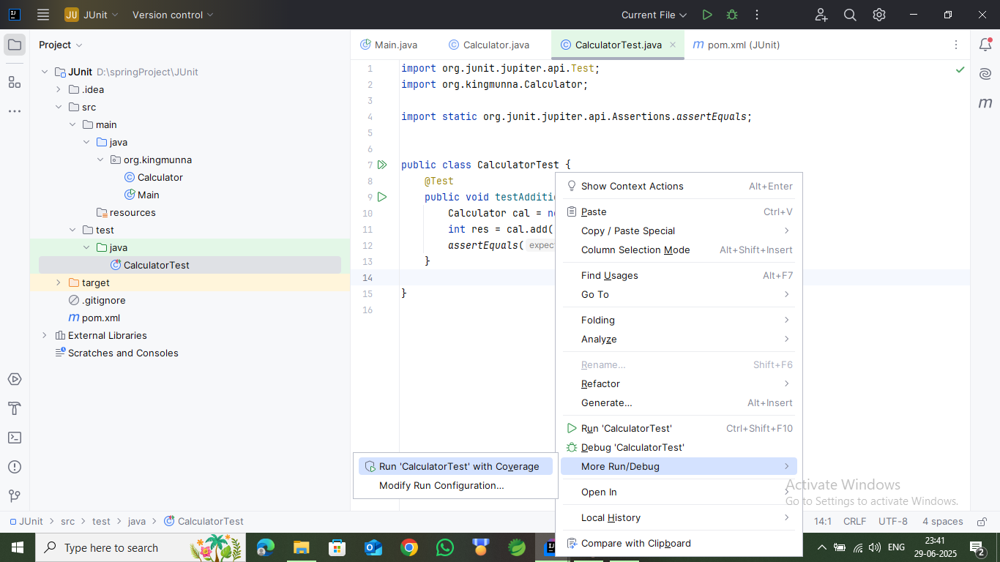 JU JUnit Version control Current File
Project
Main.java Calculator.java CalculatorTest.java pom.xml (JUnit)
JUnit D:\springProject\JUnit
.idea
src
main
java
org.kingmunna
Calculator
Main
resources
test
java
CalculatorTest
target
.gitignore
pom.xml
External Libraries
Scratches and Consoles
1 import org.junit.jupiter.api.Test;
2 import org.kingmunna.Calculator;
3
4 import static org.junit.jupiter.api.Assertions.assertEquals;
5
6
7 public class CalculatorTest {
8 @Test
9 public void testAdditi
10 Calculator cal =
11 int res = cal.add(
12 assertEquals( expec
13 }
14
15 }
16
Show Context Actions Alt+Enter
Paste Ctrl+V
Copy / Paste Special
Column Selection Mode Alt+Shift+Insert
Find Usages Alt+F7
Go To
Folding
Analyze
Rename... Shift+F6
Refactor
Generate... Alt+Insert
Run 'CalculatorTest' Ctrl+Shift+F10
Debug 'CalculatorTest'
More Run/Debug
Open In
Local History
Compare with Clipboard
Run 'CalculatorTest' with Coverage
Modify Run Configuration...
Activate Windows
Go to Settings to activate Windows.
JUnit > src > test > java > CalculatorTest
14:1 CRLF UTF-8 4 spaces
Type here to search
ENG
23:41
29-06-2025
2